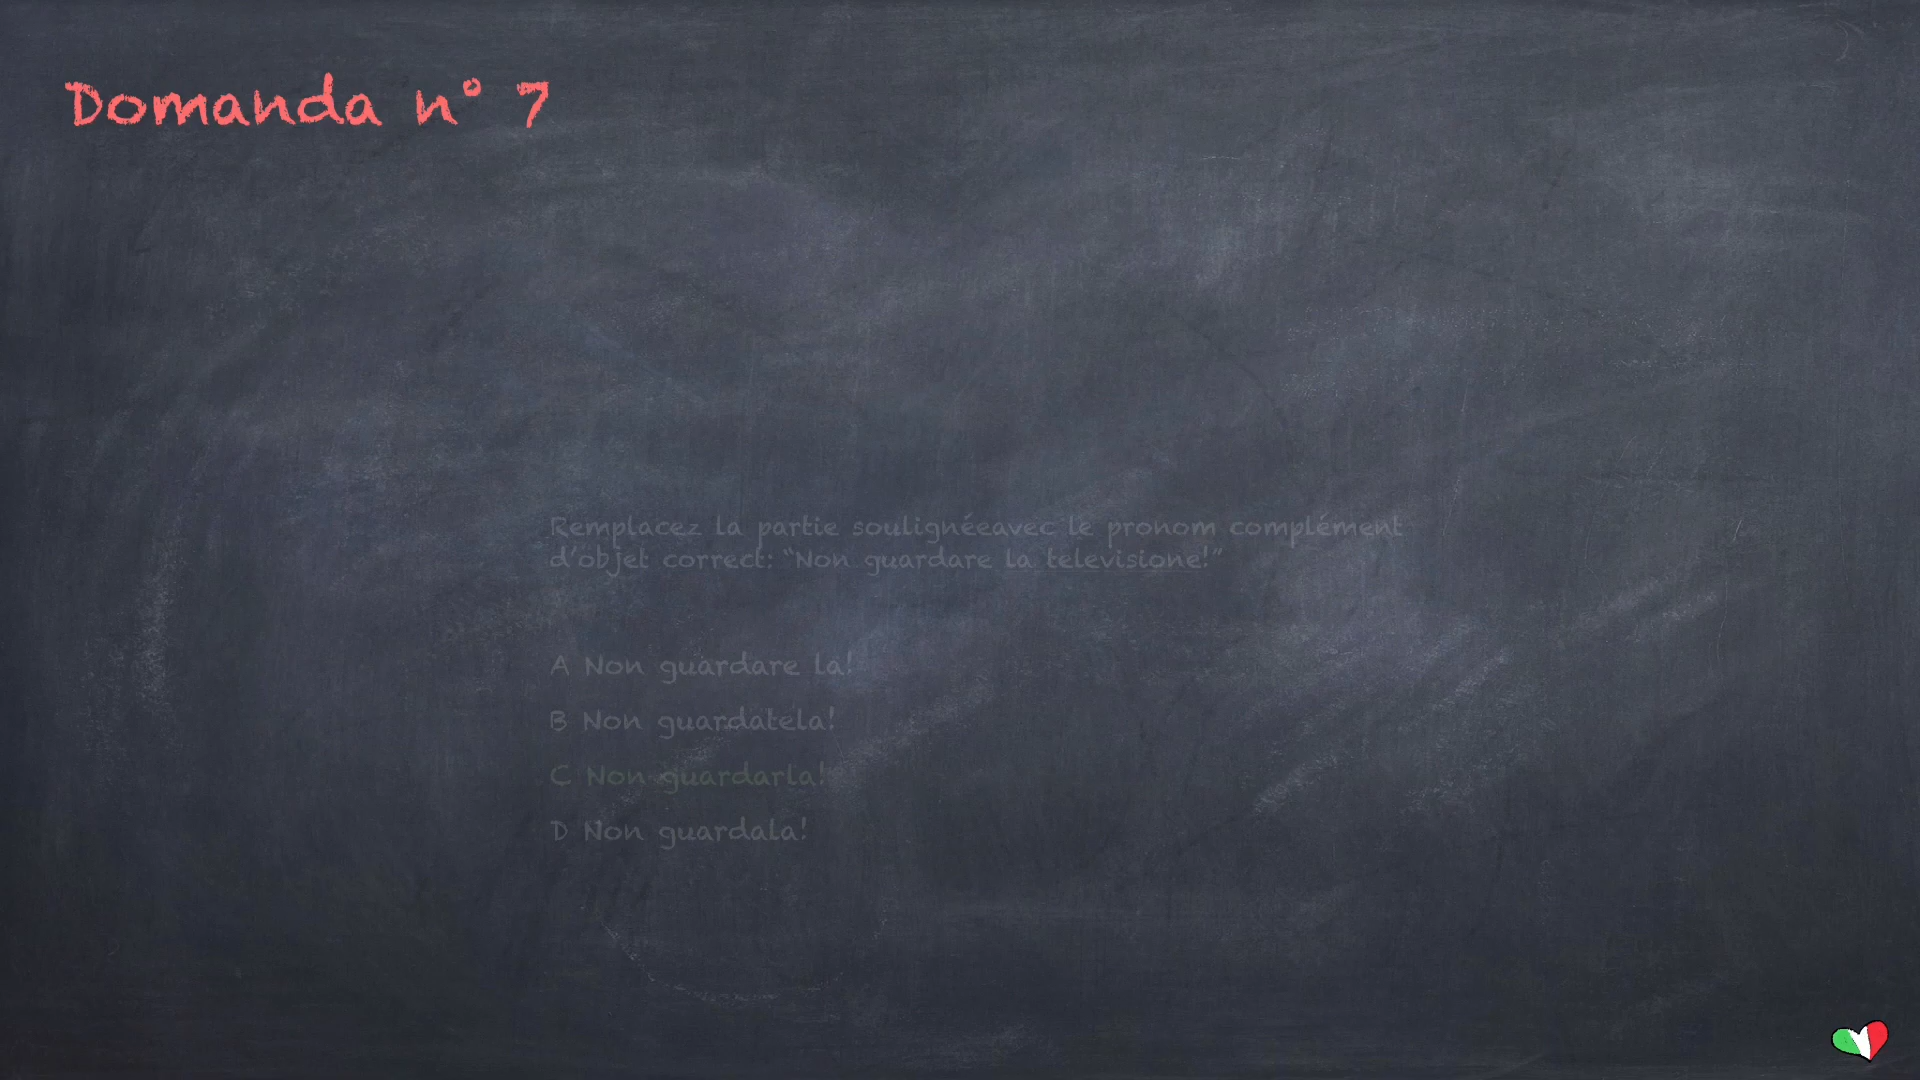 Domanda n° 7
Remplacez la partie soulignéeavec le pronom complément
d'objet correct: “Non guardare la televisione!”
A Non guardare la!
B Non guardatela!
C Non guardarla!
D Non guardala!